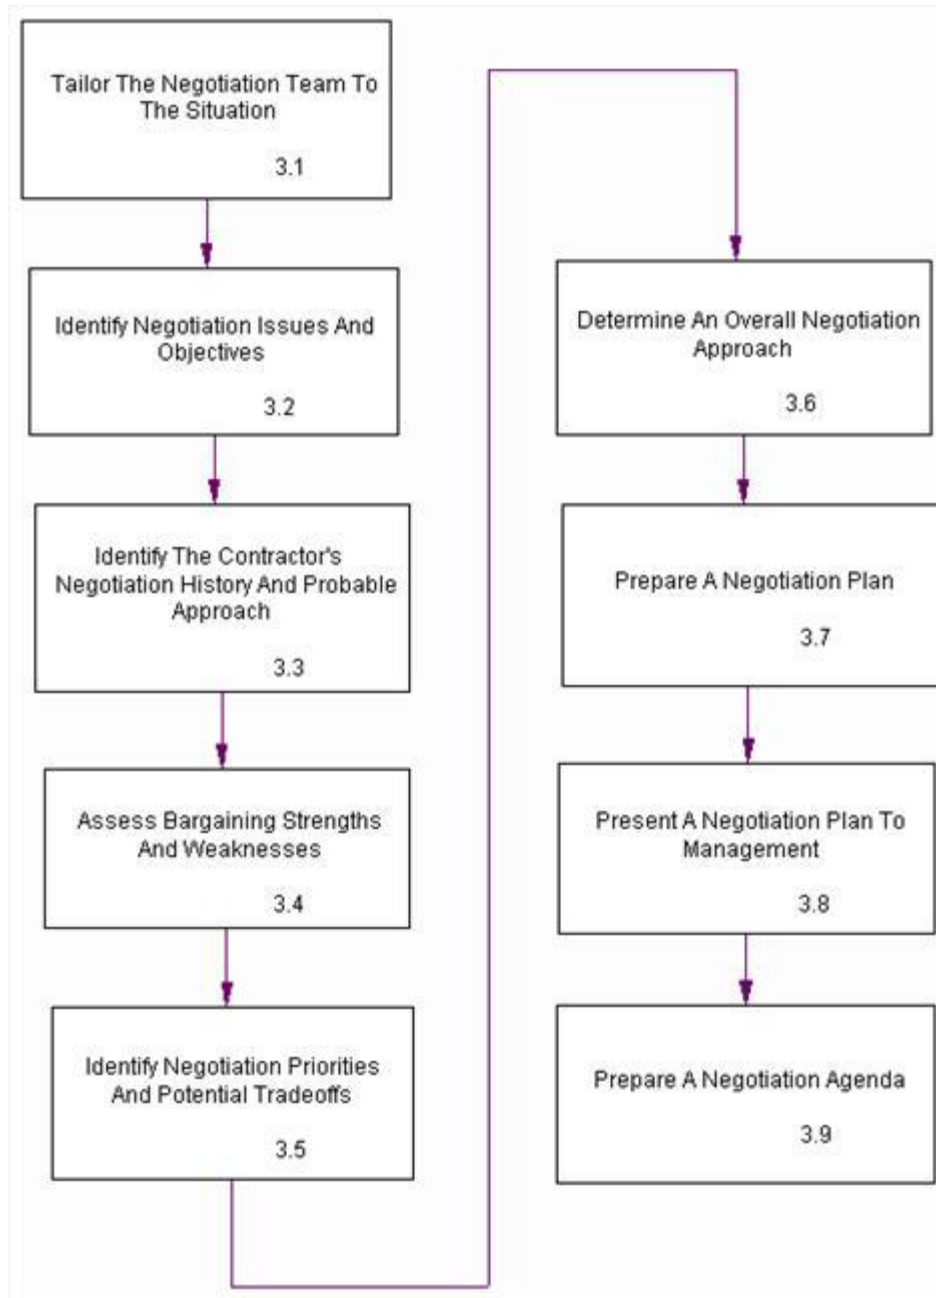 Tailor The Negotiation Team To
The Situation
3.1
Identify Negotiation Issues And
Objectives
3.2
Identify The Contractor's
Negotiation History And Probable
Approach
3.3
Assess Bargaining Strengths
And Weaknesses
3.4
Identify Negotiation Priorities
And Potential Tradeoffs
3.5
Determine An Overall Negotiation
Approach
3.6
Prepare A Negotiation Plan
3.7
Present A Negotiation Plan To
Management
3.8
Prepare A Negotiation Agenda
3.9